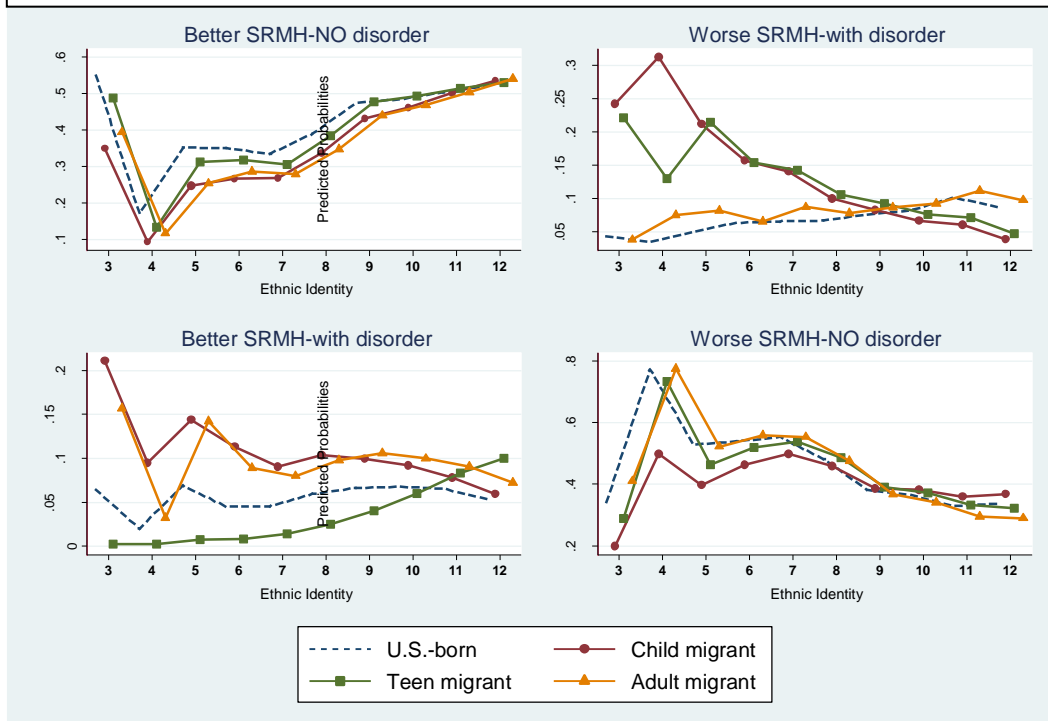 Better SRMH-NO disorder
.6
.5
.4
.3
.2
.1
Predicted Probabilities
3 4 5 6 7 8 9 10 11 12
Ethnic Identity
Worse SRMH-with disorder
.3
.25
.2
.15
.1
.05
3 4 5 6 7 8 9 10 11 12
Ethnic Identity
Better SRMH-with disorder
.2
.15
.1
.05
0
Predicted Probabilities
3 4 5 6 7 8 9 10 11 12
Ethnic Identity
Worse SRMH-NO disorder
.8
.6
.4
.2
3 4 5 6 7 8 9 10 11 12
Ethnic Identity
U.S.-born
Child migrant
Teen migrant
Adult migrant